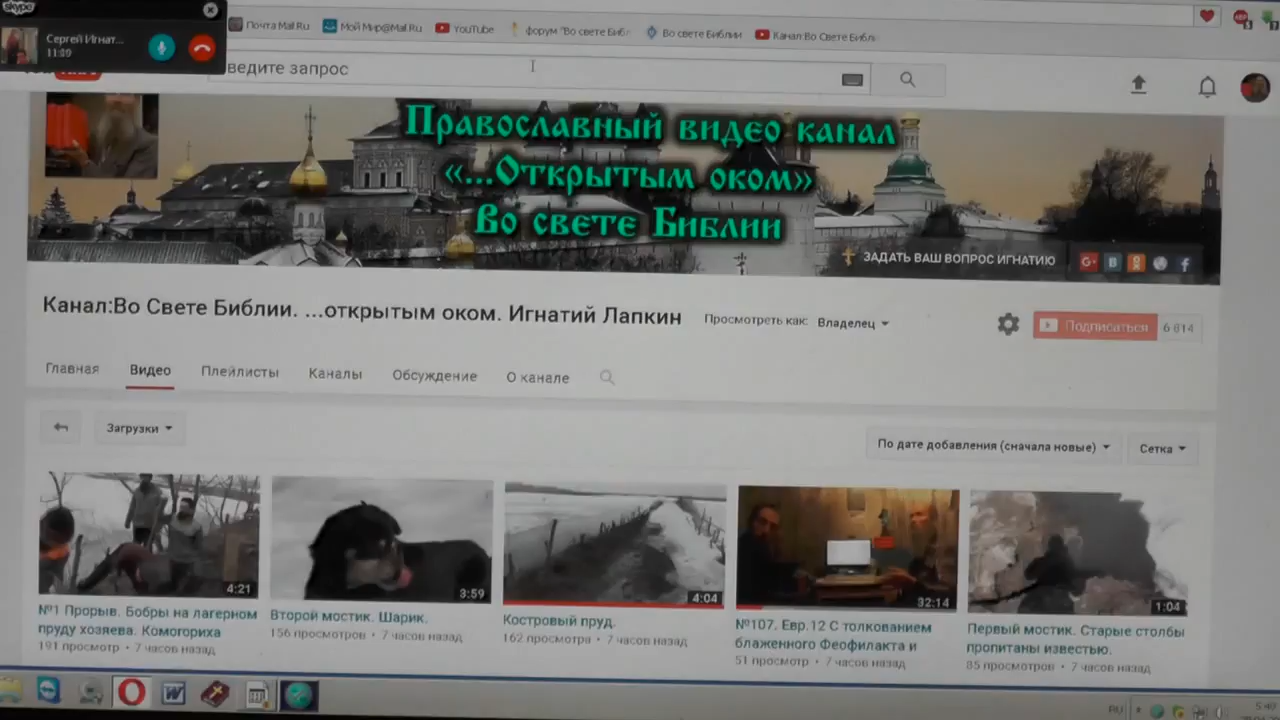 skype
Сергей Игнат...
11:39
Почта Mail.Ru
Мой Мир@Mail.Ru
YouTube
форум "Во свете Библ
Во свете Библии
Канал:Во Свете Библ
ведите запрос
Православный видео канал
«...Открытым оком»
Во свете Библии
ЗАДАТЬ ВАШ ВОПРОС ИГНАТИЮ
Канал:Во Свете Библии. ...открытым оком. Игнатий Лапкин
Просмотреть как: Владелец
Подписаться 6 814
Главная Видео Плейлисты Каналы Обсуждение О канале
Загрузки
По дате добавления (сначала новые)
Сетка
4:21
№1 Прорыв. Бобры на лагерном
пруду хозяева. Комогориха
191 просмотр • 7 часов назад
3:59
Второй мостик. Шарик.
156 просмотров • 7 часов назад
4:04
Костровый пруд.
162 просмотра • 7 часов назад
32:14
№107. Евр.12 С толкованием
блаженного Феофилакта и
51 просмотр • 7 часов назад
1:04
Первый мостик. Старые столбы
пропитаны известью.
85 просмотров • 7 часов назад
RU
5:40